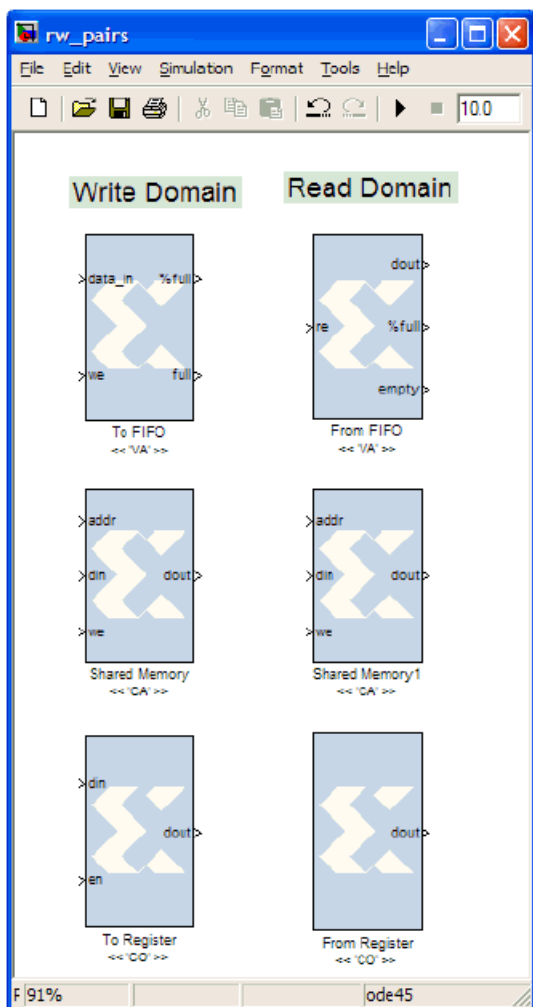 rw_pairs
File Edit View Simulation Format Tools Help
10.0
Write Domain
Read Domain
data_in %full
we full
To FIFO
<< 'VA' >>
dout
re %full
empty
From FIFO
<< 'VA' >>
addr
din dout
we
Shared Memory
<< 'CA' >>
addr
din dout
we
Shared Memory1
<< 'CA' >>
din
dout
en
To Register
<< 'CO' >>
dout
From Register
<< 'CO' >>
F 91% ode45